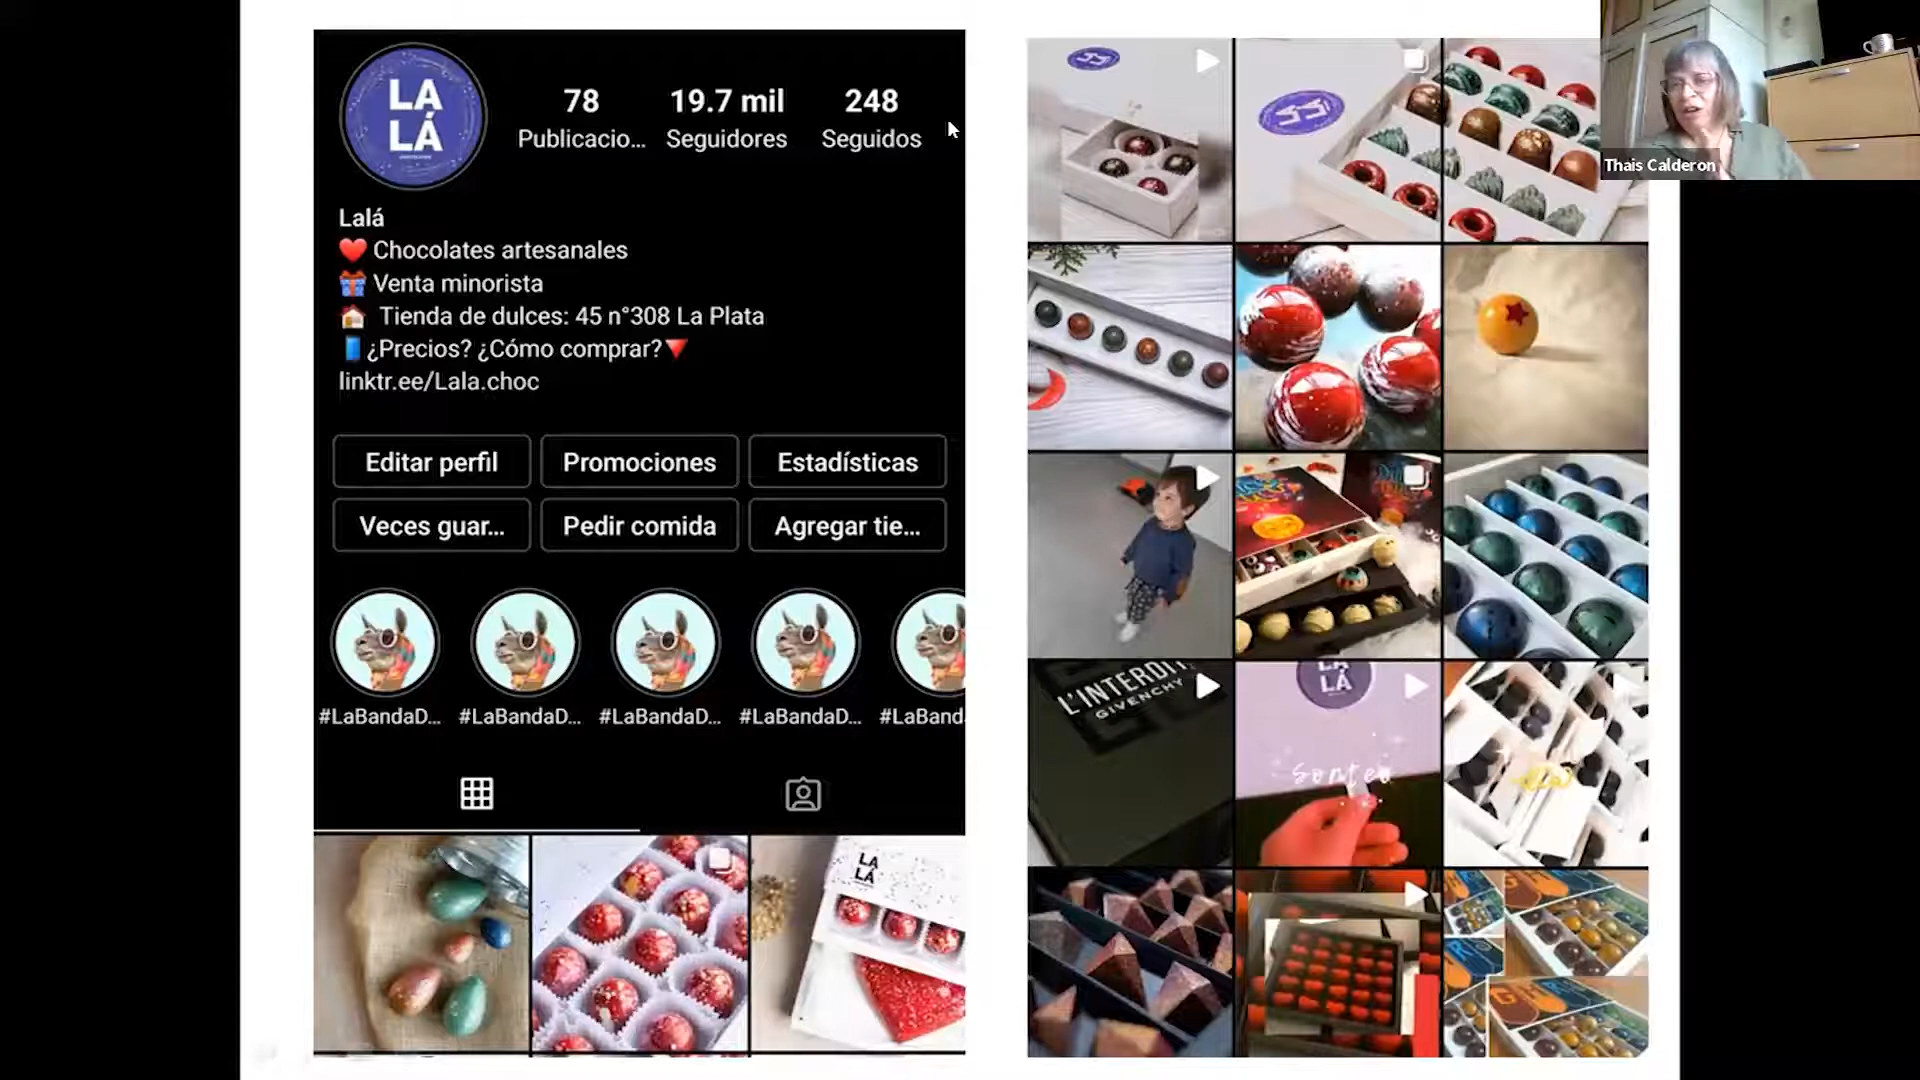 LA
LÁ
78
19.7 mil
248
Publicacio...
Seguidores
Seguidos
Lalá
Chocolates artesanales
Venta minorista
Tienda de dulces: 45 n°308 La Plata
¿Precios? ¿Cómo comprar?
linktr.ee/Lala.choc
Editar perfil
Promociones
Estadísticas
Veces guar...
Pedir comida
Agregar tie...
#LaBandaD...
#LaBandaD...
#LaBandaD...
#LaBandaD...
#LaBand
LA
LÁ
Thais Calderon
L'INTERDIT
GIVENCHY
LA
LÁ
sorteo